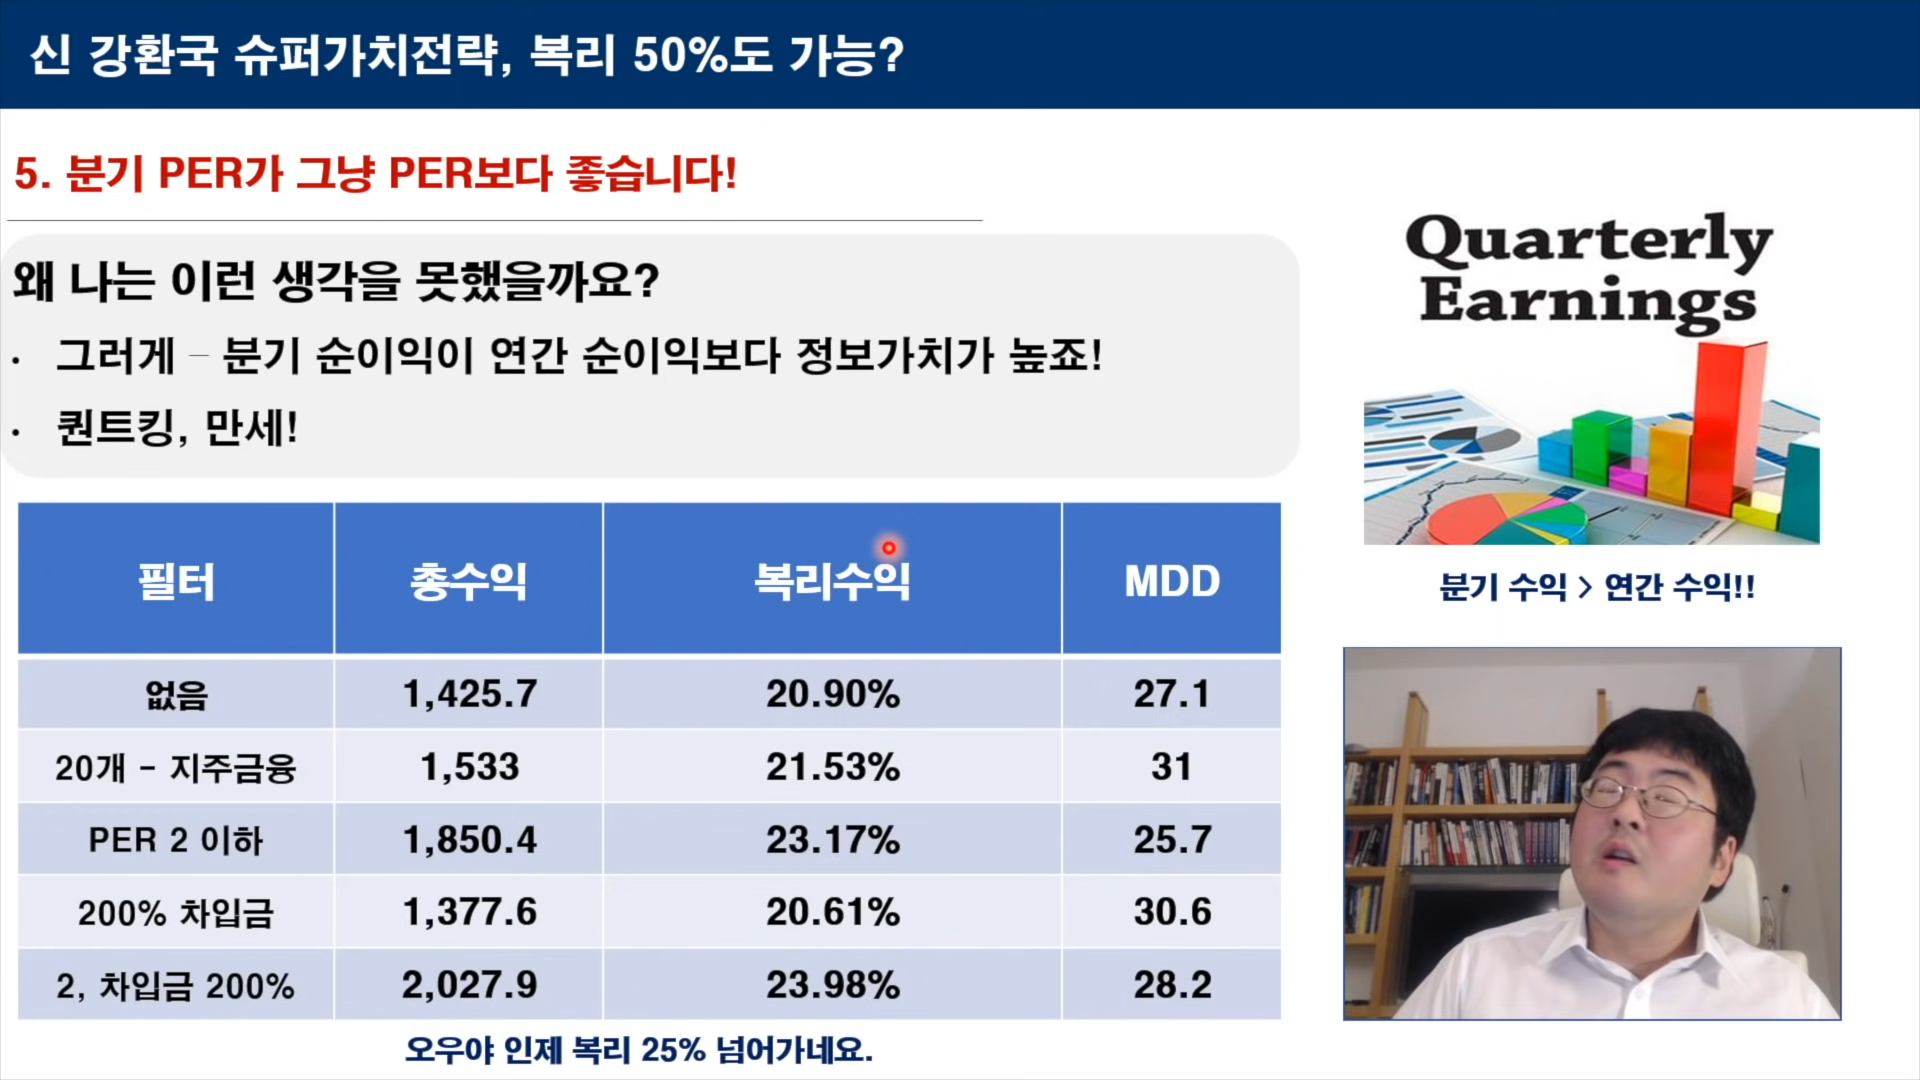 신 강환국 슈퍼가치전략, 복리 50%도 가능?
5. 분기 PER가 그냥 PER보다 좋습니다!
왜 나는 이런 생각을 못했을까요?
• 그러게 – 분기 순이익이 연간 순이익보다 정보가치가 높죠!
• 퀀트킹, 만세!
Quarterly
Earnings
분기 수익 > 연간 수익!!
필터 총수익 복리수익 MDD
없음 1,425.7 20.90% 27.1
20개 - 지주금융 1,533 21.53% 31
PER 2 이하 1,850.4 23.17% 25.7
200% 차입금 1,377.6 20.61% 30.6
2, 차입금 200% 2,027.9 23.98% 28.2
오우야 인제 복리 25% 넘어가네요.